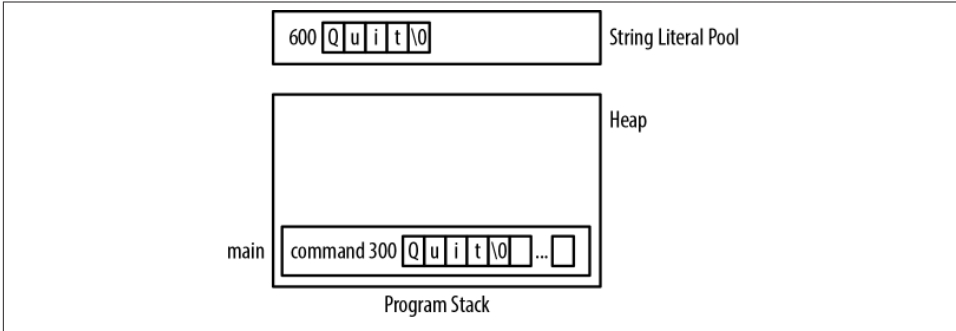 600 Q u i t \0 String Literal Pool
Heap
main command 300 Q u i t \0 ...
Program Stack